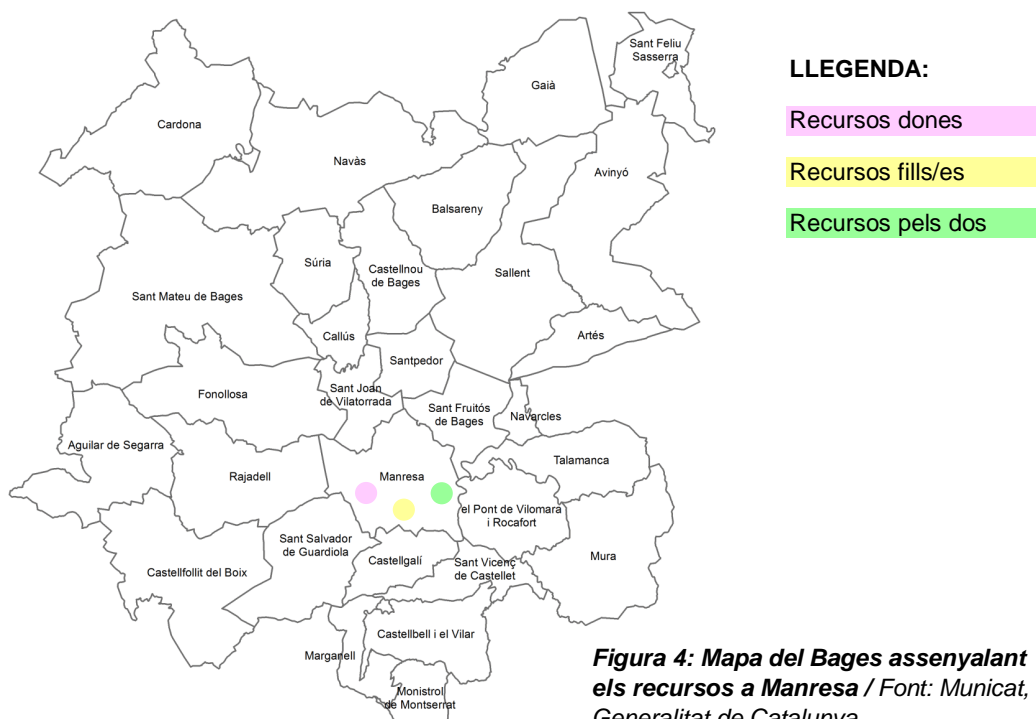 Sant Feliu
Sasserra
Gaià
Cardona
Navàs
Avinyó
Balsareny
Súria
Castellnou
de Bages
Sallent
Sant Mateu de Bages
Callús
Artés
Santpedor
Fonollosa
Sant Joan
de Vilatorrada
Sant Fruitós
de Bages
Navarcles
Aguilar de Segarra
Rajadell
Manresa
Talamanca
el Pont de Vilomara
i Rocafort
Sant Salvador
de Guardiola
Castellgalí
Sant Vicenç
de Castellet
Mura
Castellfollit del Boix
Castellbell i el Vilar
Marganell
Monistrol
de Montserrat
LLEGENDA:
Recursos dones
Recursos fills/es
Recursos pels dos
Figura 4: Mapa del Bages assenyalant
els recursos a Manresa / Font: Municat,
Generalitat de Catalunya